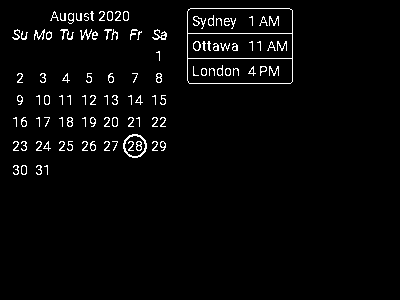 August 2020
Su Mo Tu We Th Fr Sa
1
2 3 4 5 6 7 8
9 10 11 12 13 14 15
16 17 18 19 20 21 22
23 24 25 26 27 28 29
30 31
Sydney 1 AM
Ottawa 11 AM
London 4 PM